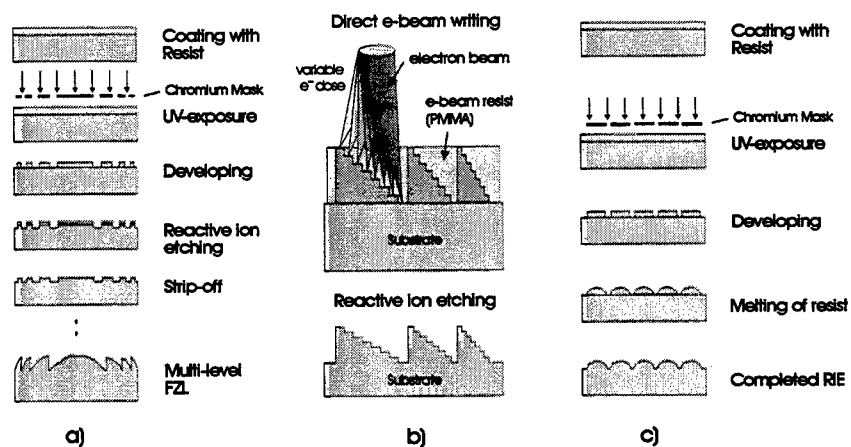 Coating with
Resist
Chromium Mask
UV-exposure
Developing
Reactive ion
etching
Strip-off
Multi-level
FZL
a)
Direct e-beam writing
variable
e⁻ dose
electron beam
e-beam resist
(PMMA)
Substrate
Reactive ion etching
Substrate
b)
Coating with
Resist
Chromium Mask
UV-exposure
Developing
Melting of resist
Completed RIE
c)